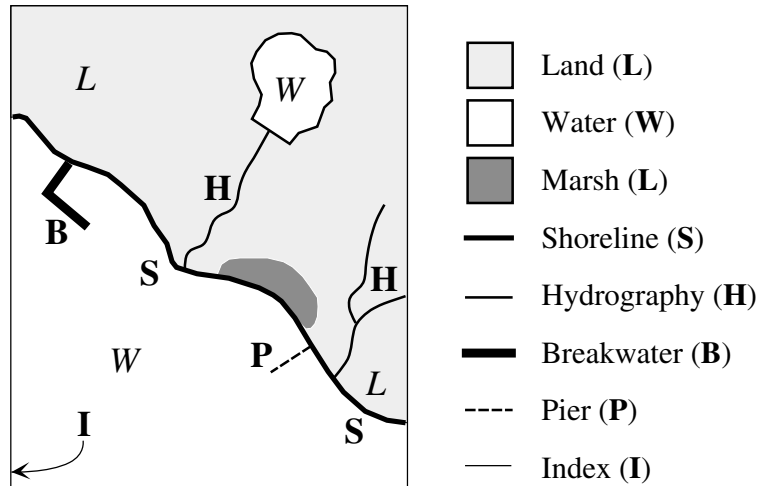 L
W
H
B
S
H
P
W
L
I
S
Land (L)
Water (W)
Marsh (L)
Shoreline (S)
Hydrography (H)
Breakwater (B)
Pier (P)
Index (I)